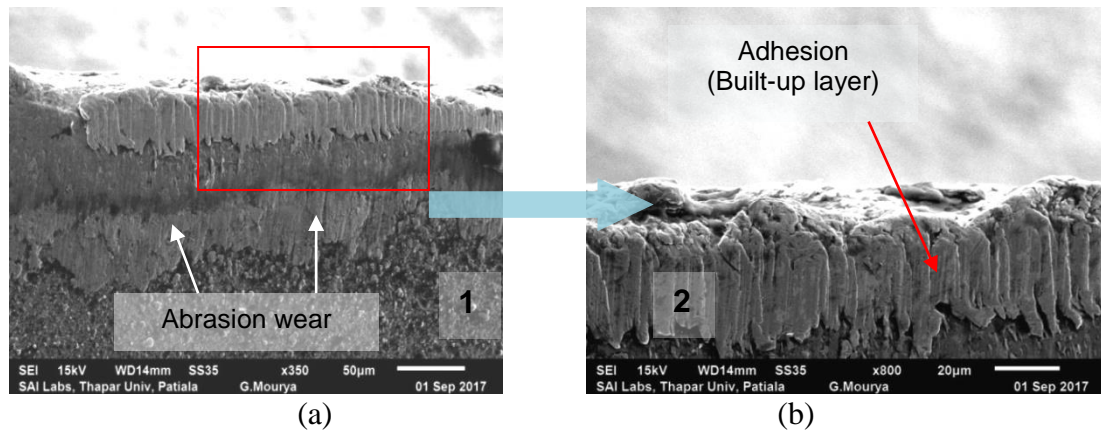 Abrasion wear
1
SEI 15kV WD14mm SS35 x350 50µm
SAI Labs, Thapar Univ, Patiala G.Mourya 01 Sep 2017
(a)
Adhesion
(Built-up layer)
2
SEI 15kV WD14mm SS35 x800 20µm
SAI Labs, Thapar Univ, Patiala G.Mourya 01 Sep 2017
(b)